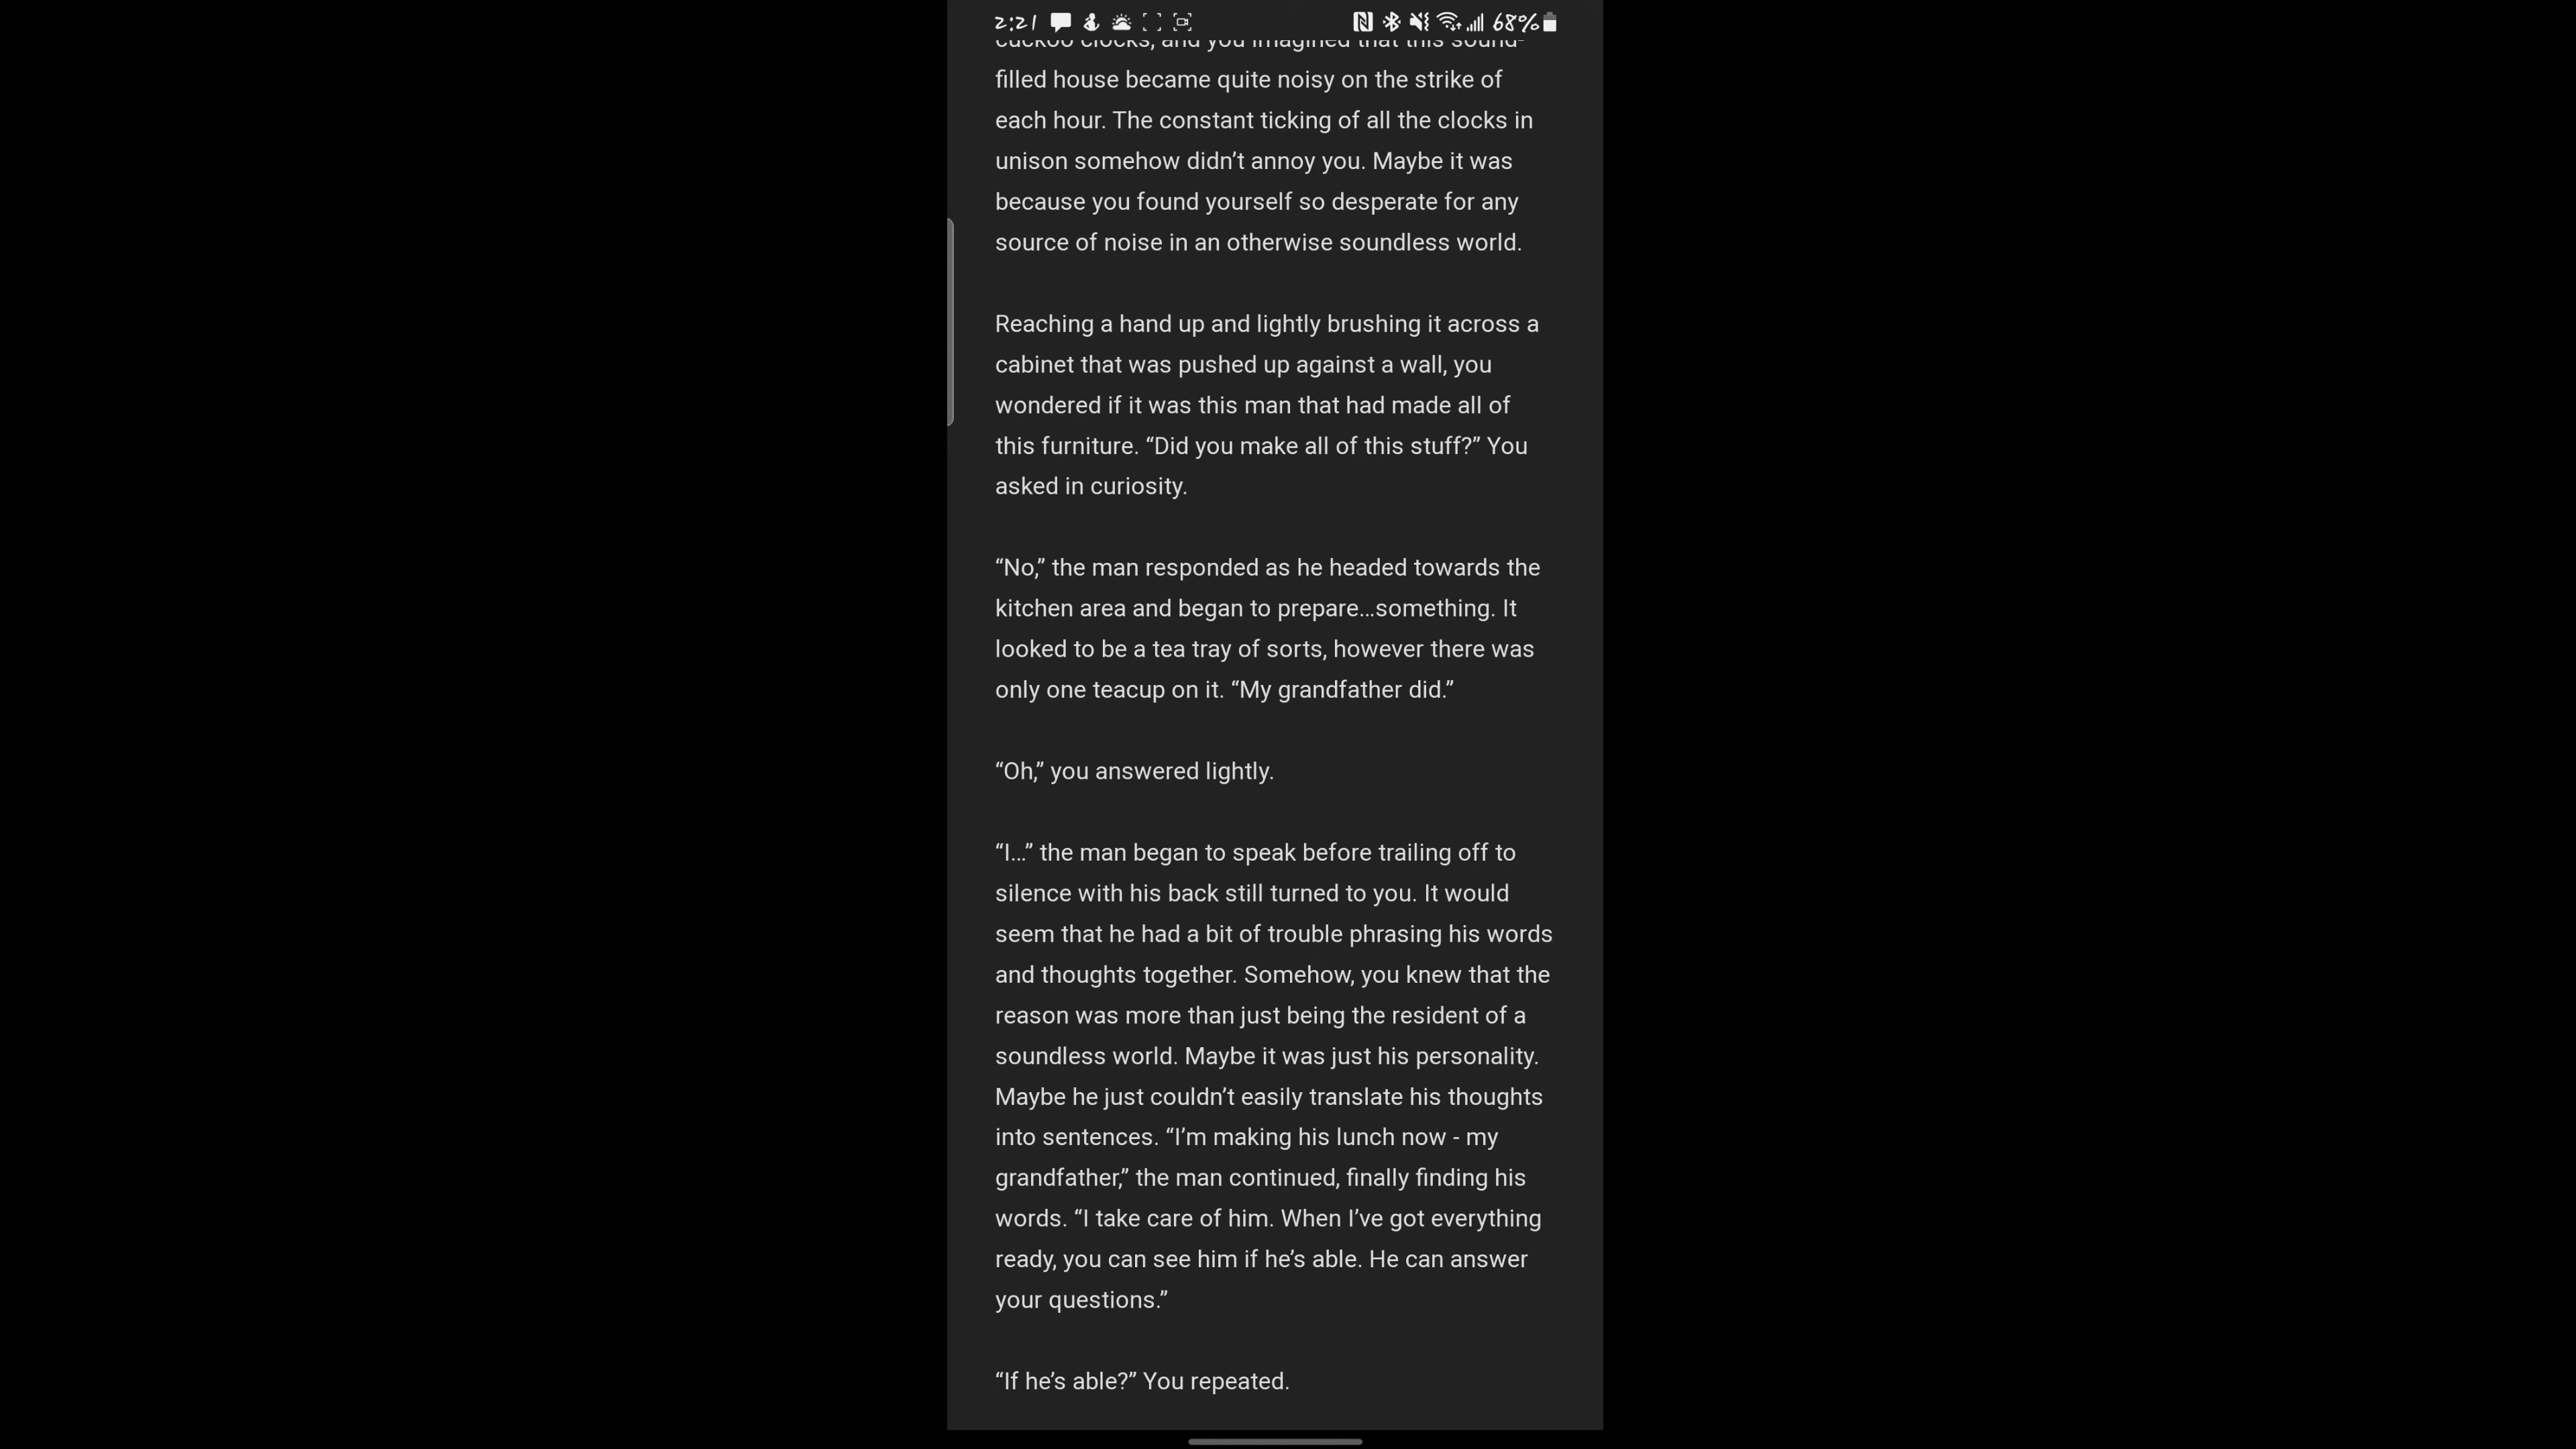 2:21
68%
cuckoo clocks, and you imagined that this sound-
filled house became quite noisy on the strike of
each hour. The constant ticking of all the clocks in
unison somehow didn’t annoy you. Maybe it was
because you found yourself so desperate for any
source of noise in an otherwise soundless world.
Reaching a hand up and lightly brushing it across a
cabinet that was pushed up against a wall, you
wondered if it was this man that had made all of
this furniture. “Did you make all of this stuff?” You
asked in curiosity.
“No,” the man responded as he headed towards the
kitchen area and began to prepare…something. It
looked to be a tea tray of sorts, however there was
only one teacup on it. “My grandfather did.”
“Oh,” you answered lightly.
“I…” the man began to speak before trailing off to
silence with his back still turned to you. It would
seem that he had a bit of trouble phrasing his words
and thoughts together. Somehow, you knew that the
reason was more than just being the resident of a
soundless world. Maybe it was just his personality.
Maybe he just couldn’t easily translate his thoughts
into sentences. “I’m making his lunch now - my
grandfather,” the man continued, finally finding his
words. “I take care of him. When I’ve got everything
ready, you can see him if he’s able. He can answer
your questions.”
“If he’s able?” You repeated.